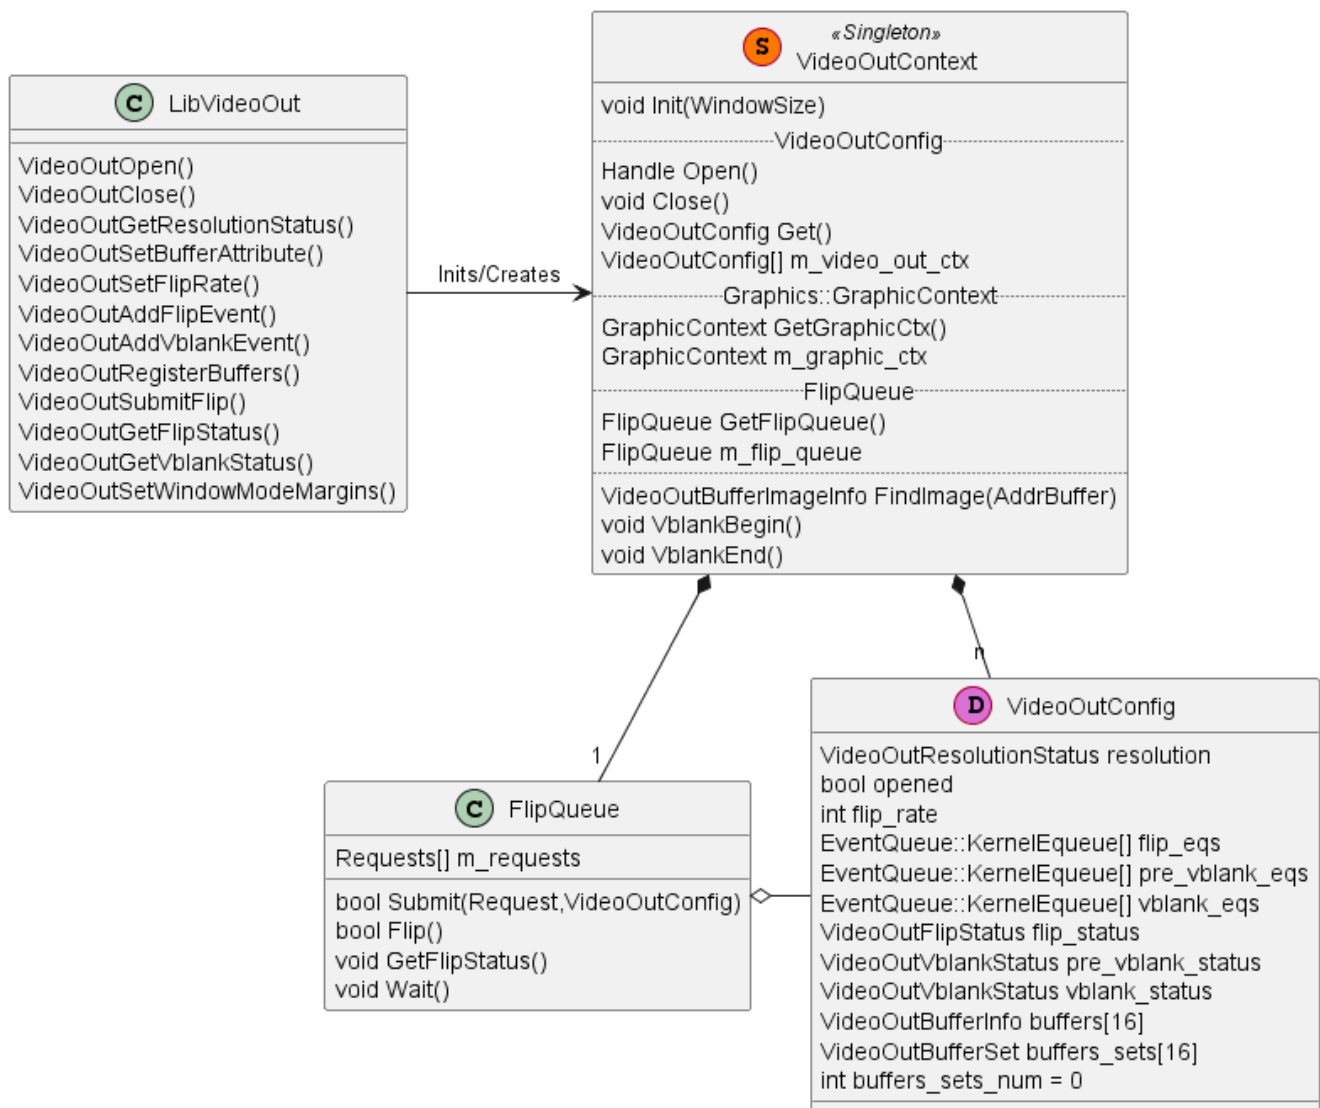 C LibVideoOut
VideoOutOpen()
VideoOutClose()
VideoOutGetResolutionStatus()
VideoOutSetBufferAttribute()
VideoOutSetFlipRate()
VideoOutAddFlipEvent()
VideoOutAddVblankEvent()
VideoOutRegisterBuffers()
VideoOutSubmitFlip()
VideoOutGetFlipStatus()
VideoOutGetVblankStatus()
VideoOutSetWindowModeMargins()
Inits/Creates
«Singleton»
S VideoOutContext
void Init(WindowSize)
VideoOutConfig
Handle Open()
void Close()
VideoOutConfig Get()
VideoOutConfig[] m_video_out_ctx
Graphics::GraphicContext
GraphicContext GetGraphicCtx()
GraphicContext m_graphic_ctx
FlipQueue
FlipQueue GetFlipQueue()
FlipQueue m_flip_queue
VideoOutBufferImageInfo FindImage(AddrBuffer)
void VblankBegin()
void VblankEnd()
1
n
C FlipQueue
Requests[] m_requests
bool Submit(Request,VideoOutConfig)
bool Flip()
void GetFlipStatus()
void Wait()
D VideoOutConfig
VideoOutResolutionStatus resolution
bool opened
int flip_rate
EventQueue::KernelEqueue[] flip_eqs
EventQueue::KernelEqueue[] pre_vblank_eqs
EventQueue::KernelEqueue[] vblank_eqs
VideoOutFlipStatus flip_status
VideoOutVblankStatus pre_vblank_status
VideoOutVblankStatus vblank_status
VideoOutBufferInfo buffers[16]
VideoOutBufferSet buffers_sets[16]
int buffers_sets_num = 0